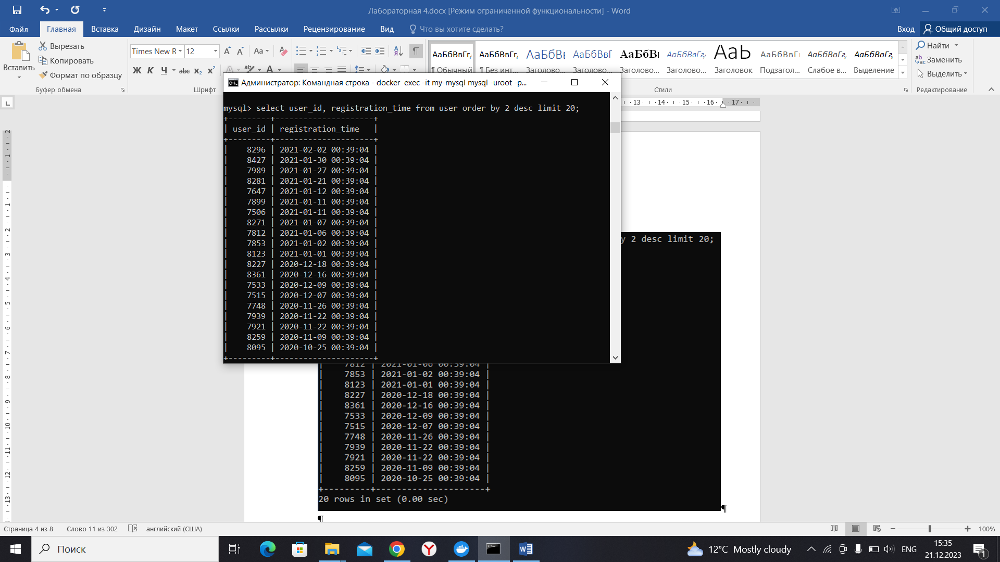 Лабораторная 4.docx [Режим ограниченной функциональности] - Word
Файл Главная Вставка Дизайн Макет Ссылки Рассылки Рецензирование Вид Что вы хотите сделать? Вход Общий доступ
Вставить
Вырезать
Копировать
Формат по образцу
Буфер обмена
Times New R 12
Aa
Ж К Ч abc x₂ x²
Шрифт
АаБбВвГг, АаБбВвГг, АаБбВв АаБбВвГ АаБбВ АаБбВвГг, АаБ АаБбВвГг АаБбВвГг, АаБбВвГг,
¶ Обычный ¶ Без инт... Заголово... Заголово... Заголово... Заголово... Заголовок Подзагол... Слабое в... Выделение
Стили
Найти
Заменить
Выделить
Редактирование
Администратор: Командная строка - docker exec -it my-mysql mysql -uroot -p...
mysql> select user_id, registration_time from user order by 2 desc limit 20;
+---------+---------------------+
| user_id | registration_time   |
+---------+---------------------+
|    8296 | 2021-02-02 00:39:04 |
|    8427 | 2021-01-30 00:39:04 |
|    7989 | 2021-01-27 00:39:04 |
|    8281 | 2021-01-21 00:39:04 |
|    7647 | 2021-01-12 00:39:04 |
|    7899 | 2021-01-11 00:39:04 |
|    7506 | 2021-01-11 00:39:04 |
|    8271 | 2021-01-07 00:39:04 |
|    7812 | 2021-01-06 00:39:04 |
|    7853 | 2021-01-02 00:39:04 |
|    8123 | 2021-01-01 00:39:04 |
|    8227 | 2020-12-18 00:39:04 |
|    8361 | 2020-12-16 00:39:04 |
|    7533 | 2020-12-09 00:39:04 |
|    7515 | 2020-12-07 00:39:04 |
|    7748 | 2020-11-26 00:39:04 |
|    7939 | 2020-11-22 00:39:04 |
|    7921 | 2020-11-22 00:39:04 |
|    8259 | 2020-11-09 00:39:04 |
|    8095 | 2020-10-25 00:39:04 |
+---------+---------------------+
y 2 desc limit 20;
|    7812 | 2021-01-06 00:39:04 |
|    7853 | 2021-01-02 00:39:04 |
|    8123 | 2021-01-01 00:39:04 |
|    8227 | 2020-12-18 00:39:04 |
|    8361 | 2020-12-16 00:39:04 |
|    7533 | 2020-12-09 00:39:04 |
|    7515 | 2020-12-07 00:39:04 |
|    7748 | 2020-11-26 00:39:04 |
|    7939 | 2020-11-22 00:39:04 |
|    7921 | 2020-11-22 00:39:04 |
|    8259 | 2020-11-09 00:39:04 |
|    8095 | 2020-10-25 00:39:04 |
+---------+---------------------+
20 rows in set (0.00 sec)
¶
¶
Страница 4 из 8 Слово 11 из 302 английский (США) 100%
Поиск 12°C Mostly cloudy ENG 15:35
21.12.2023 1